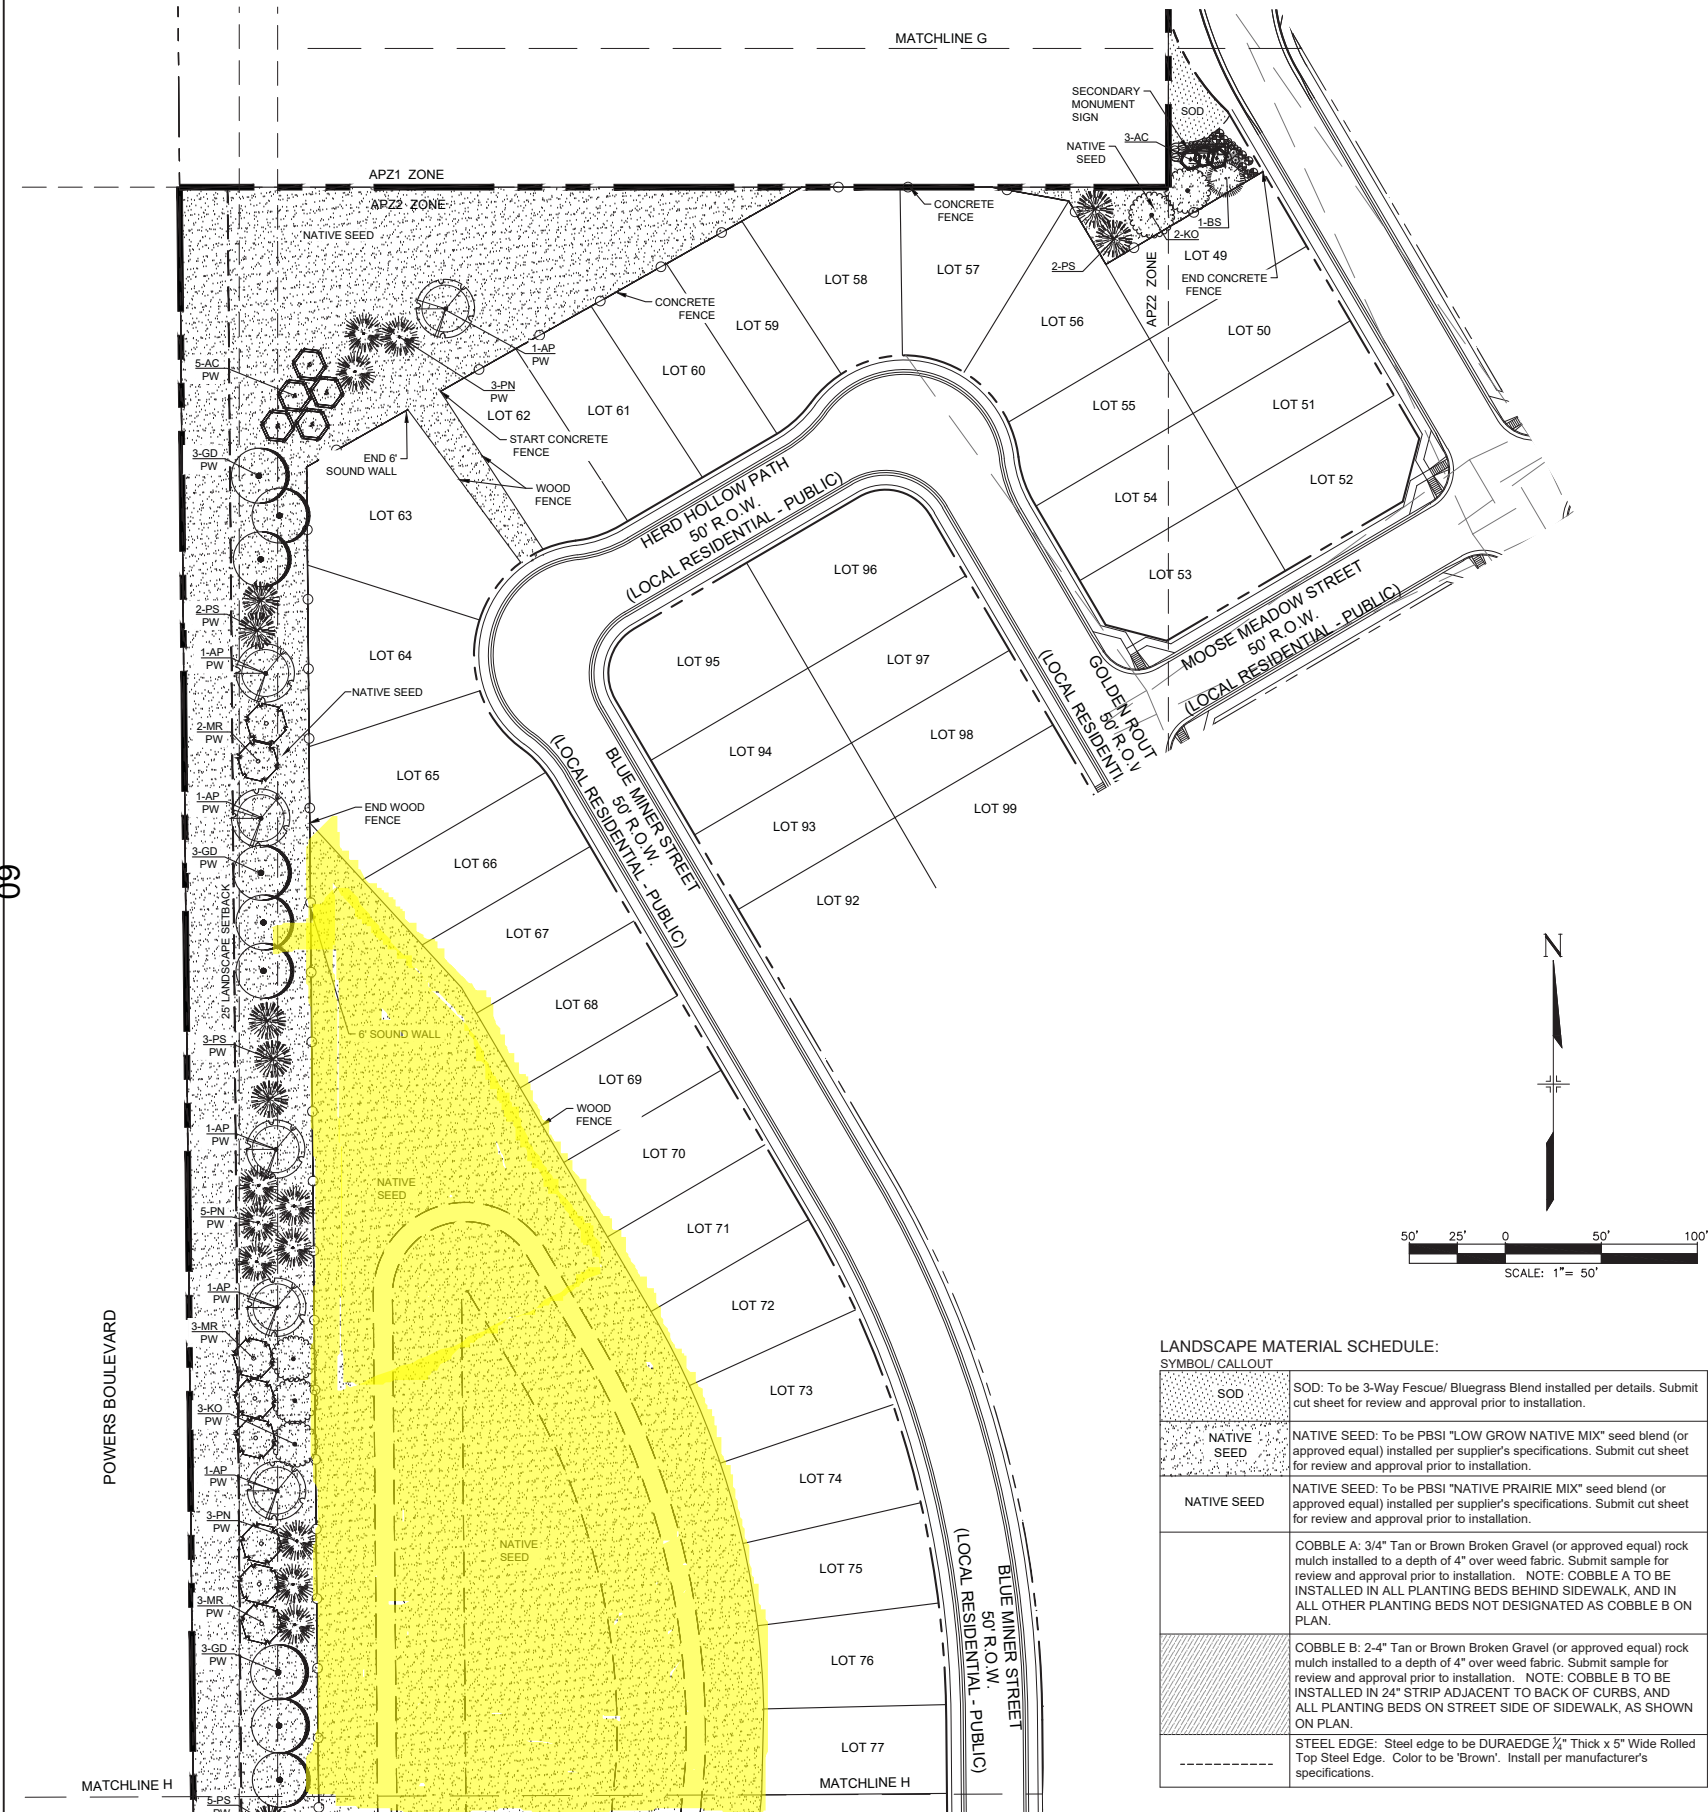 MATCHLINE G
SECONDARY
MONUMENT
SIGN
SOD
3-AC
NATIVE
SEED
APZ1 ZONE
APZ2 ZONE
NATIVE SEED
CONCRETE
FENCE
1-BS
2-KO
2-PS
LOT 49
END CONCRETE
FENCE
APZ2 ZONE
LOT 58
LOT 57
LOT 56
LOT 50
CONCRETE
FENCE
LOT 59
1-AP
PW
LOT 60
5-AC
PW
3-PN
PW
LOT 62
LOT 61
LOT 55
LOT 51
START CONCRETE
FENCE
3-GD
PW
END 6'
SOUND WALL
WOOD
FENCE
LOT 54
LOT 52
LOT 63
HERD HOLLOW PATH
50' R.O.W.
(LOCAL RESIDENTIAL - PUBLIC)
LOT 96
LOT 53
2-PS
PW
1-AP
PW
LOT 64
LOT 95
LOT 97
MOOSE MEADOW STREET
50' R.O.W.
(LOCAL RESIDENTIAL - PUBLIC)
GOLDEN ROUT
50' R.O.V
(LOCAL RESIDENTI
NATIVE SEED
2-MR
PW
LOT 94
LOT 98
LOT 65
BLUE MINER STREET
50' R.O.W.
(LOCAL RESIDENTIAL - PUBLIC)
1-AP
PW
END WOOD
FENCE
LOT 93
LOT 99
3-GD
PW
LOT 66
09
25' LANDSCAPE SETBACK
LOT 92
LOT 67
N
LOT 68
6' SOUND WALL
3-PS
PW
LOT 69
WOOD
FENCE
1-AP
PW
LOT 70
NATIVE
SEED
5-PN
PW
LOT 71
50' 25' 0 50' 100'
SCALE: 1"= 50'
1-AP
PW
LOT 72
3-MR
PW
POWERS BOULEVARD
LOT 73
3-KO
PW
1-AP
PW
LOT 74
3-PN
PW
NATIVE
SEED
LOT 75
3-MR
PW
BLUE MINER STREET
50' R.O.W.
(LOCAL RESIDENTIAL - PUBLIC)
3-GD
PW
LOT 76
LOT 77
MATCHLINE H
MATCHLINE H
5-PS
PW
LANDSCAPE MATERIAL SCHEDULE:
SYMBOL/ CALLOUT
SOD
SOD: To be 3-Way Fescue/ Bluegrass Blend installed per details. Submit
cut sheet for review and approval prior to installation.
NATIVE
SEED
NATIVE SEED: To be PBSI "LOW GROW NATIVE MIX" seed blend (or
approved equal) installed per supplier's specifications. Submit cut sheet
for review and approval prior to installation.
NATIVE SEED
NATIVE SEED: To be PBSI "NATIVE PRAIRIE MIX" seed blend (or
approved equal) installed per supplier's specifications. Submit cut sheet
for review and approval prior to installation.
COBBLE A: 3/4" Tan or Brown Broken Gravel (or approved equal) rock
mulch installed to a depth of 4" over weed fabric. Submit sample for
review and approval prior to installation. NOTE: COBBLE A TO BE
INSTALLED IN ALL PLANTING BEDS BEHIND SIDEWALK, AND IN
ALL OTHER PLANTING BEDS NOT DESIGNATED AS COBBLE B ON
PLAN.
COBBLE B: 2-4" Tan or Brown Broken Gravel (or approved equal) rock
mulch installed to a depth of 4" over weed fabric. Submit sample for
review and approval prior to installation. NOTE: COBBLE B TO BE
INSTALLED IN 24" STRIP ADJACENT TO BACK OF CURBS, AND
ALL PLANTING BEDS ON STREET SIDE OF SIDEWALK, AS SHOWN
ON PLAN.
STEEL EDGE: Steel edge to be DURAEDGE ¼" Thick x 5" Wide Rolled
Top Steel Edge. Color to be 'Brown'. Install per manufacturer's
specifications.